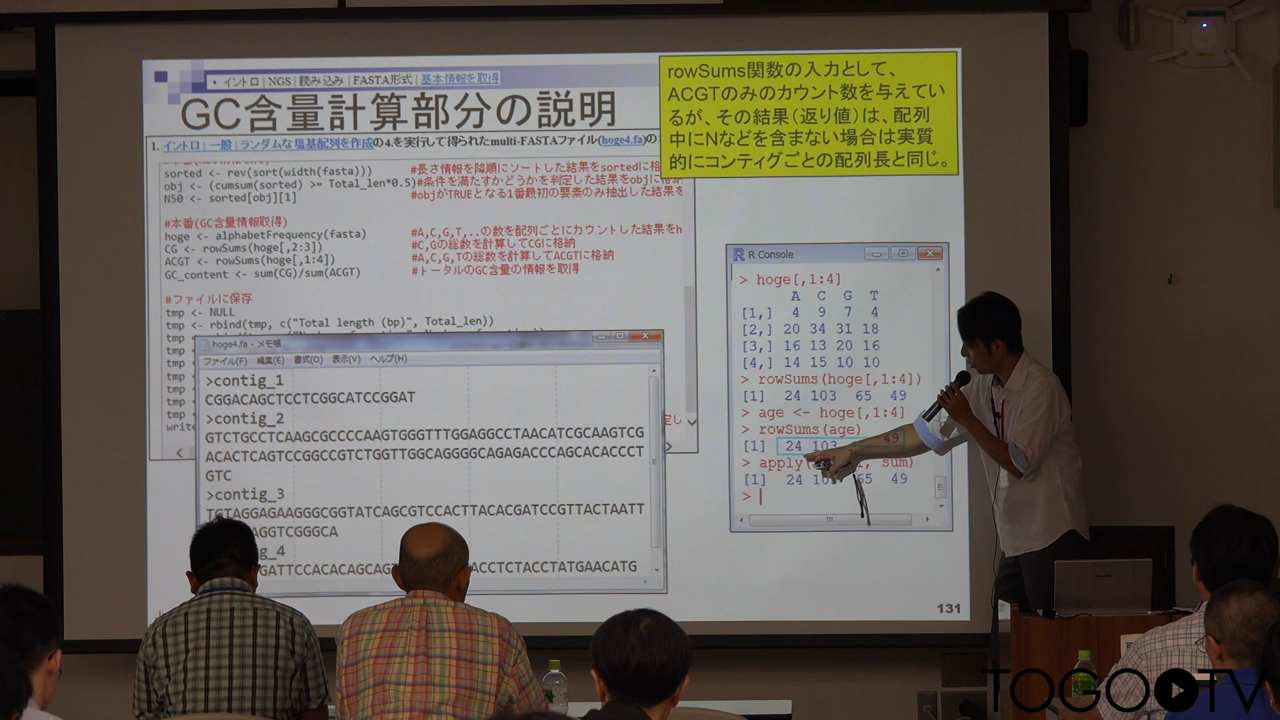 ・イントロ | NGS | 読み込み | FASTA形式 | 基本情報を取得
GC含量計算部分の説明
rowSums関数の入力として、
ACGTのみのカウント数を与えてい
るが、その結果（返り値）は、配列
中にNなどを含まない場合は実質
的にコンティグごとの配列長と同じ。
1. イントロ | 一般 | ランダムな塩基配列を作成の4.を実行して得られたmulti-FASTAファイル(hoge4.fa)の
sorted <- rev(sort(width(fasta))) #長さ情報を降順にソートした結果をsortedに格
obj <- (cumsum(sorted) >= Total_len*0.5)#条件を満たすかどうかを判定した結果をobjに格納
N50 <- sorted[obj][1] #objがTRUEとなる1番最初の要素のみ抽出した結果を
#本番(GC含量情報取得)
hoge <- alphabetFrequency(fasta) #A,C,G,T,..の数を配列ごとにカウントした結果をh
CG <- rowSums(hoge[,2:3]) #C,Gの総数を計算してCGに格納
ACGT <- rowSums(hoge[,1:4]) #A,C,G,Tの総数を計算してACGTに格納
GC_content <- sum(CG)/sum(ACGT) #トータルのGC含量の情報を取得
#ファイルに保存
tmp <- NULL
tmp <- rbind(tmp, c("Total length (bp)", Total_len))
tmp
tmp
tmp
tmp
tmp
tmp
tmp
write
hoge4.fa - メモ帳
ファイル(F) 編集(E) 書式(O) 表示(V) ヘルプ(H)
>contig_1
CGGACAGCTCCTCGGCATCCGGAT
>contig_2
GTCTGCCTCAAGCGCCCCAAGTGGGTTTGGAGGCCTAACATCGCAAGTCG
ACACTCAGTCCGGCCGTCTGGTTGGCAGGGGCAGAGACCCAGCACACCCT
GTC
>contig_3
TGTAGGAGAAGGGCGGTATCAGCGTCCACTTACACGATCCGTTACTAATT
AGGTCGGGCA
g_4
GATTCCACACAGCAG ACCTCTACCTATGAACATG
R Console
> hoge[,1:4]
A C G T
[1,] 4 9 7 4
[2,] 20 34 31 18
[3,] 16 13 20 16
[4,] 14 15 10 10
> rowSums(hoge[,1:4])
[1] 24 103 65 49
> age <- hoge[,1:4]
> rowSums(age)
[1] 24 103 49
> apply( sum)
[1] 24 65 49
>
131
TOGO TV